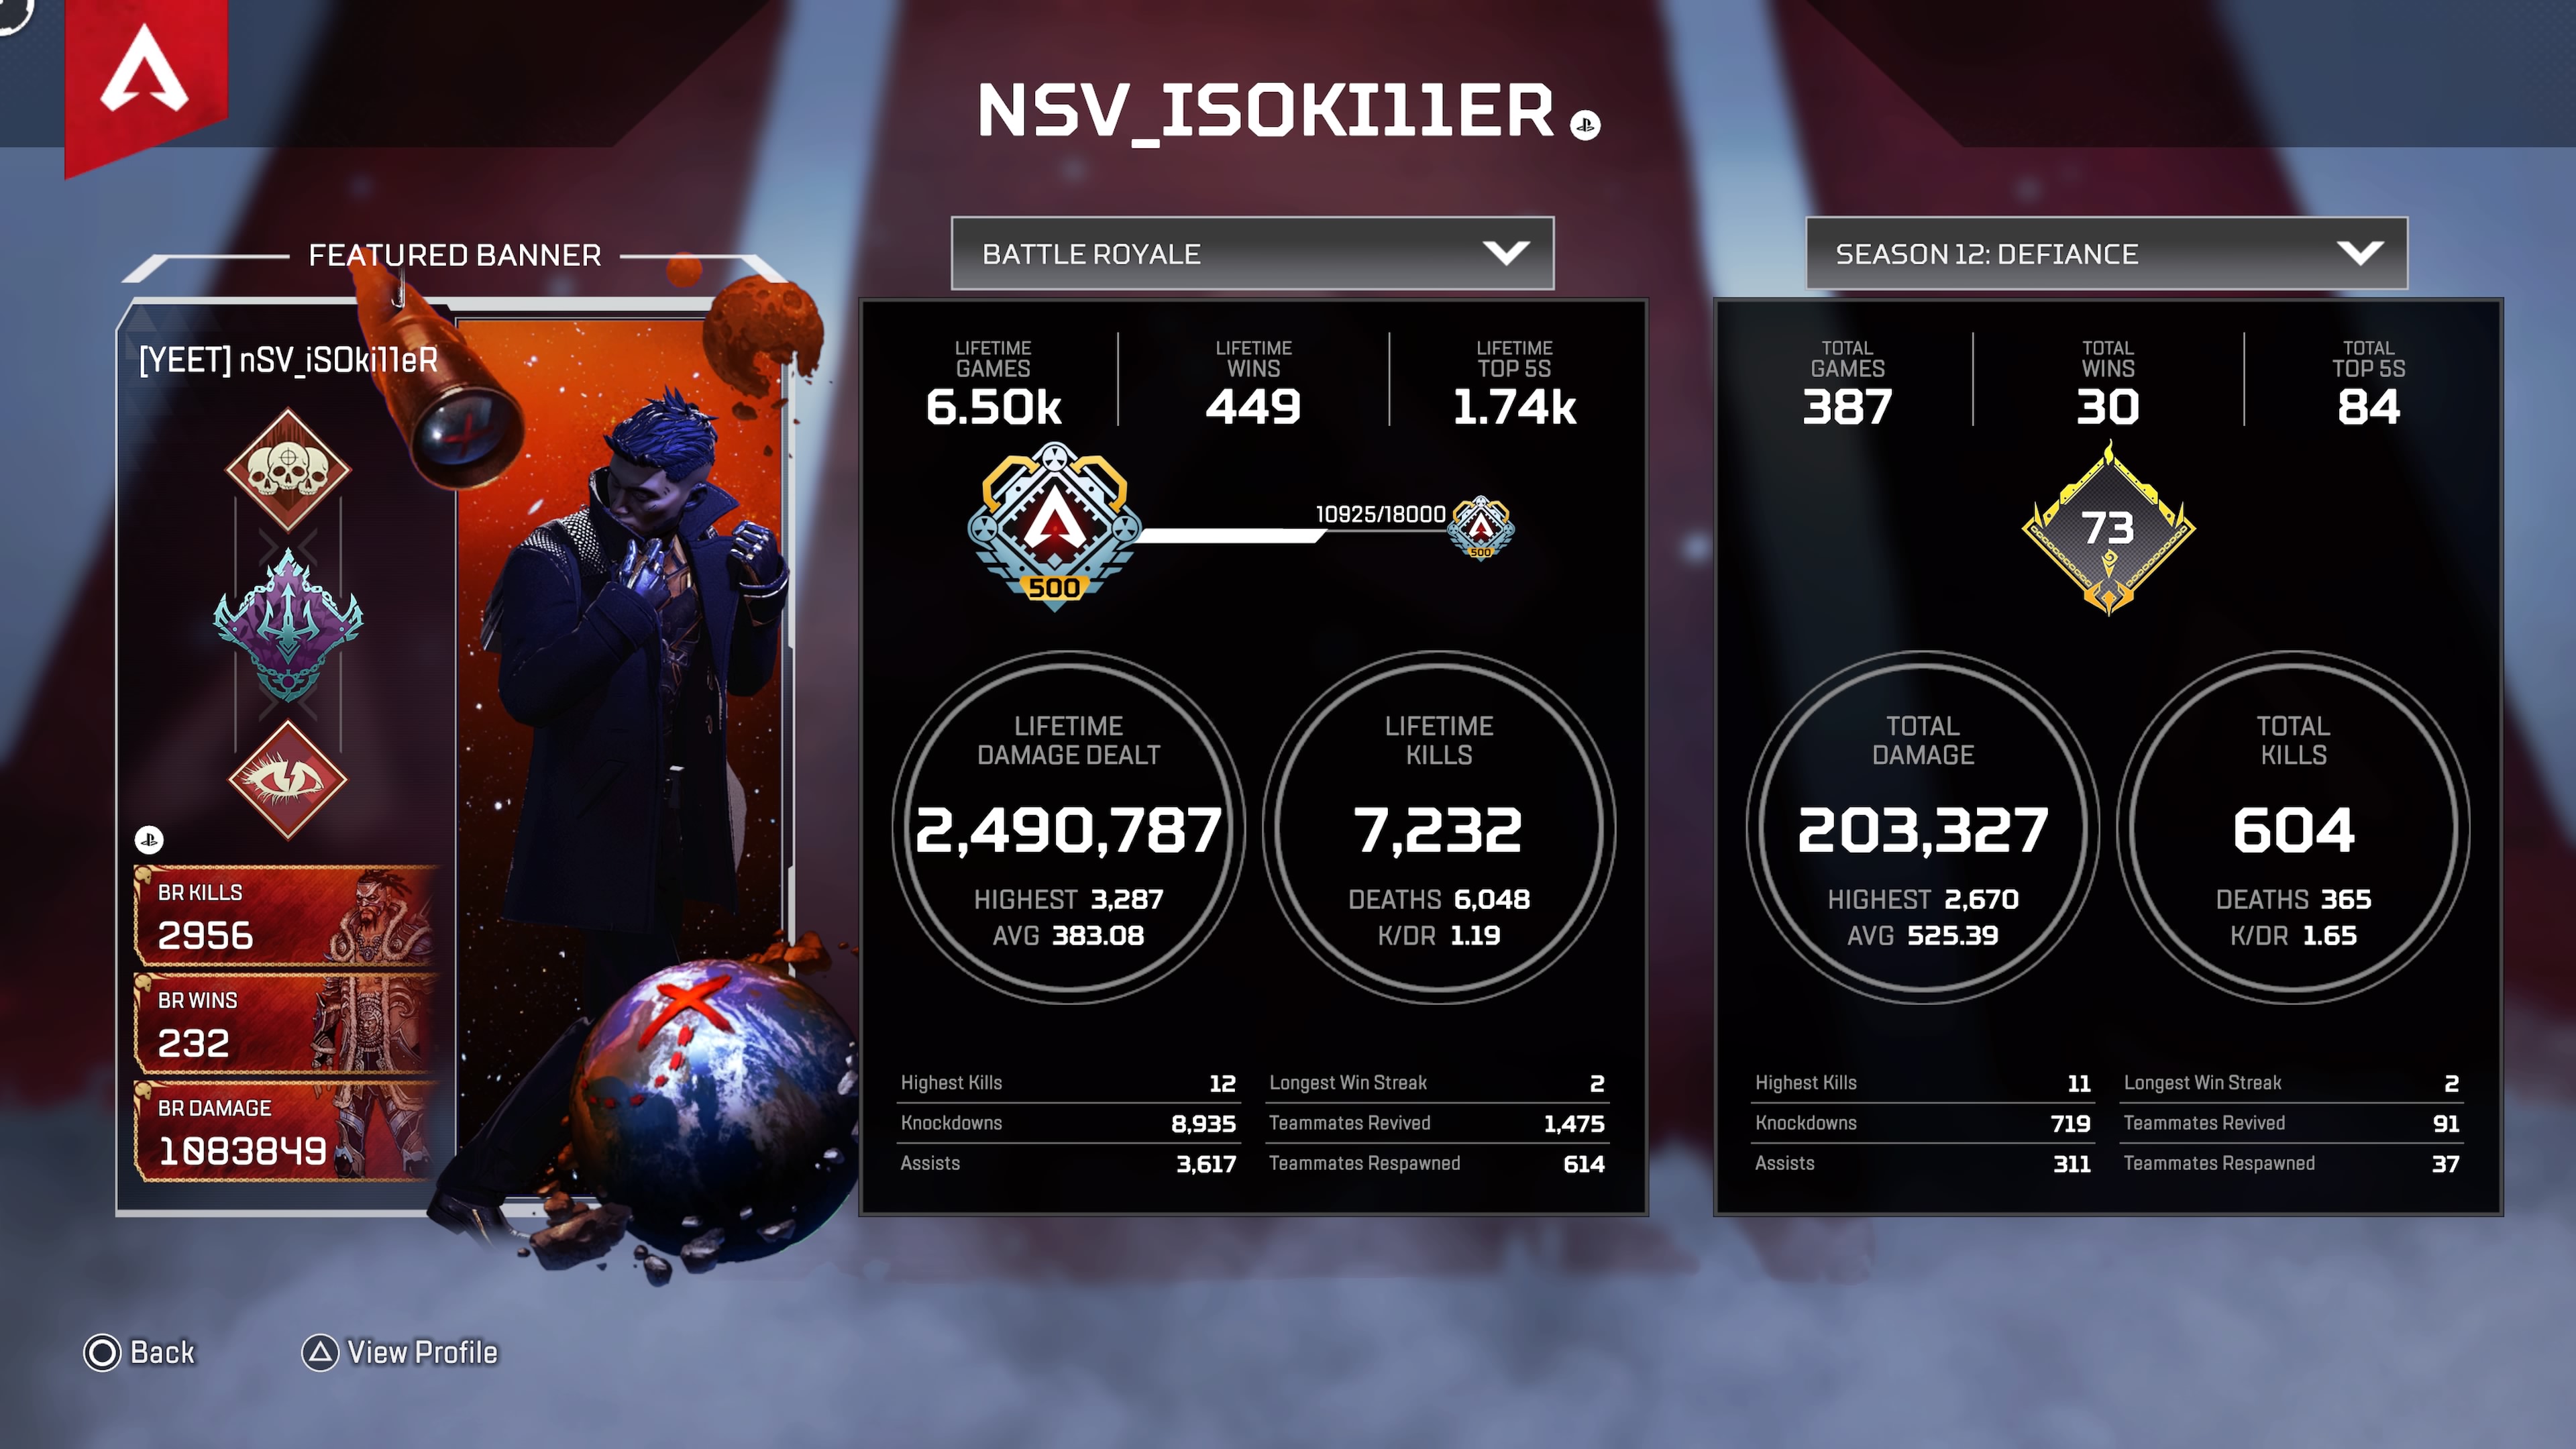 NSV_ISOKI11ER
FEATURED BANNER
[YEET] nSV_iSOki11eR
BR KILLS
2956
BR WINS
232
BR DAMAGE
1083849
BATTLE ROYALE
LIFETIME
GAMES
6.50k
LIFETIME
WINS
449
LIFETIME
TOP 5S
1.74k
500
10925/18000
500
LIFETIME
DAMAGE DEALT
2,490,787
HIGHEST 3,287
AVG 383.08
LIFETIME
KILLS
7,232
DEATHS 6,048
K/DR 1.19
Highest Kills 12
Knockdowns 8,935
Assists 3,617
Longest Win Streak 2
Teammates Revived 1,475
Teammates Respawned 614
SEASON 12: DEFIANCE
TOTAL
GAMES
387
TOTAL
WINS
30
TOTAL
TOP 5S
84
73
TOTAL
DAMAGE
203,327
HIGHEST 2,670
AVG 525.39
TOTAL
KILLS
604
DEATHS 365
K/DR 1.65
Highest Kills 11
Knockdowns 719
Assists 311
Longest Win Streak 2
Teammates Revived 91
Teammates Respawned 37
Back
View Profile